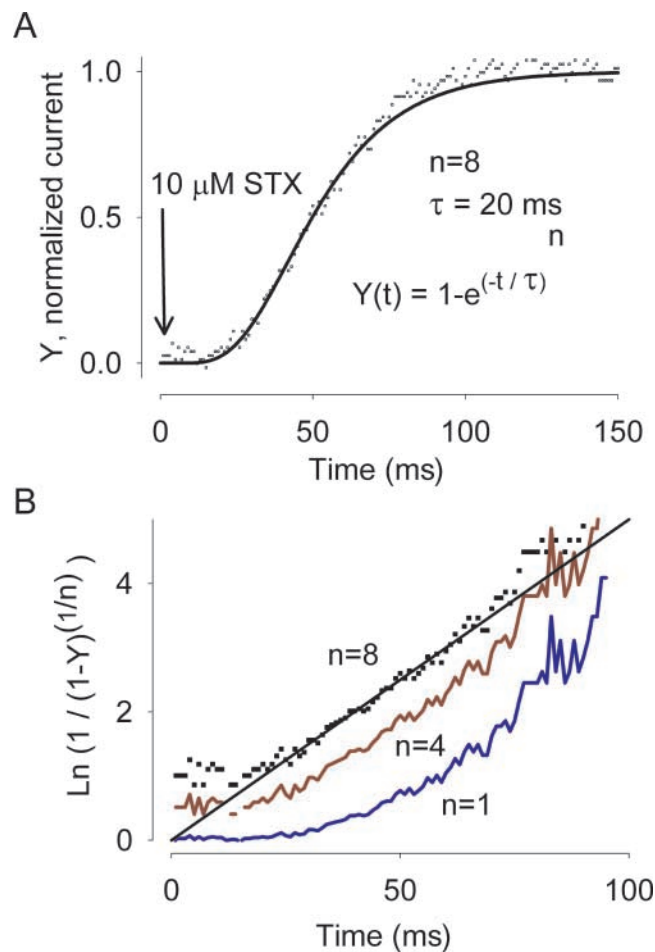 A
Y, normalized current
1.0
0.5
0.0
10 μM STX
n=8
τ = 20 ms
n
Y(t) = 1-e(-t / τ)
0 50 100 150
Time (ms)
B
Ln (1 / (1-Y)(1/n) )
4
2
0
n=8
n=4
n=1
0 50 100
Time (ms)